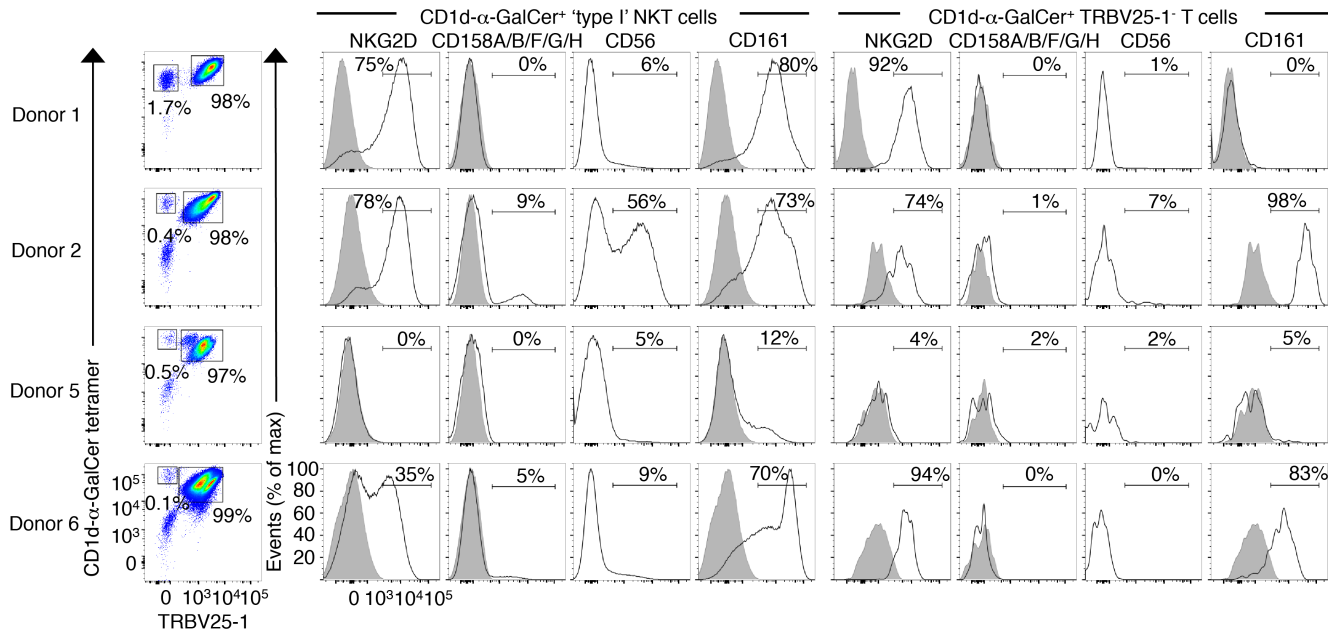 CD1d-α-GalCer⁺ 'type I' NKT cells CD1d-α-GalCer⁺ TRBV25-1⁻ T cells
NKG2D CD158A/B/F/G/H CD56 CD161 NKG2D CD158A/B/F/G/H CD56 CD161
Donor 1 1.7% 98% 75% 0% 6% 80% 92% 0% 1% 0%
Donor 2 0.4% 98% 78% 9% 56% 73% 74% 1% 7% 98%
Donor 5 0.5% 97% 0% 0% 5% 12% 4% 2% 2% 5%
Donor 6 0.1% 99% 35% 5% 9% 70% 94% 0% 0% 83%
CD1d-α-GalCer tetramer
10⁵
10⁴
10³
0
0 10³10⁴10⁵
TRBV25-1
Events (% of max)
100
80
60
40
20
0 10³10⁴10⁵